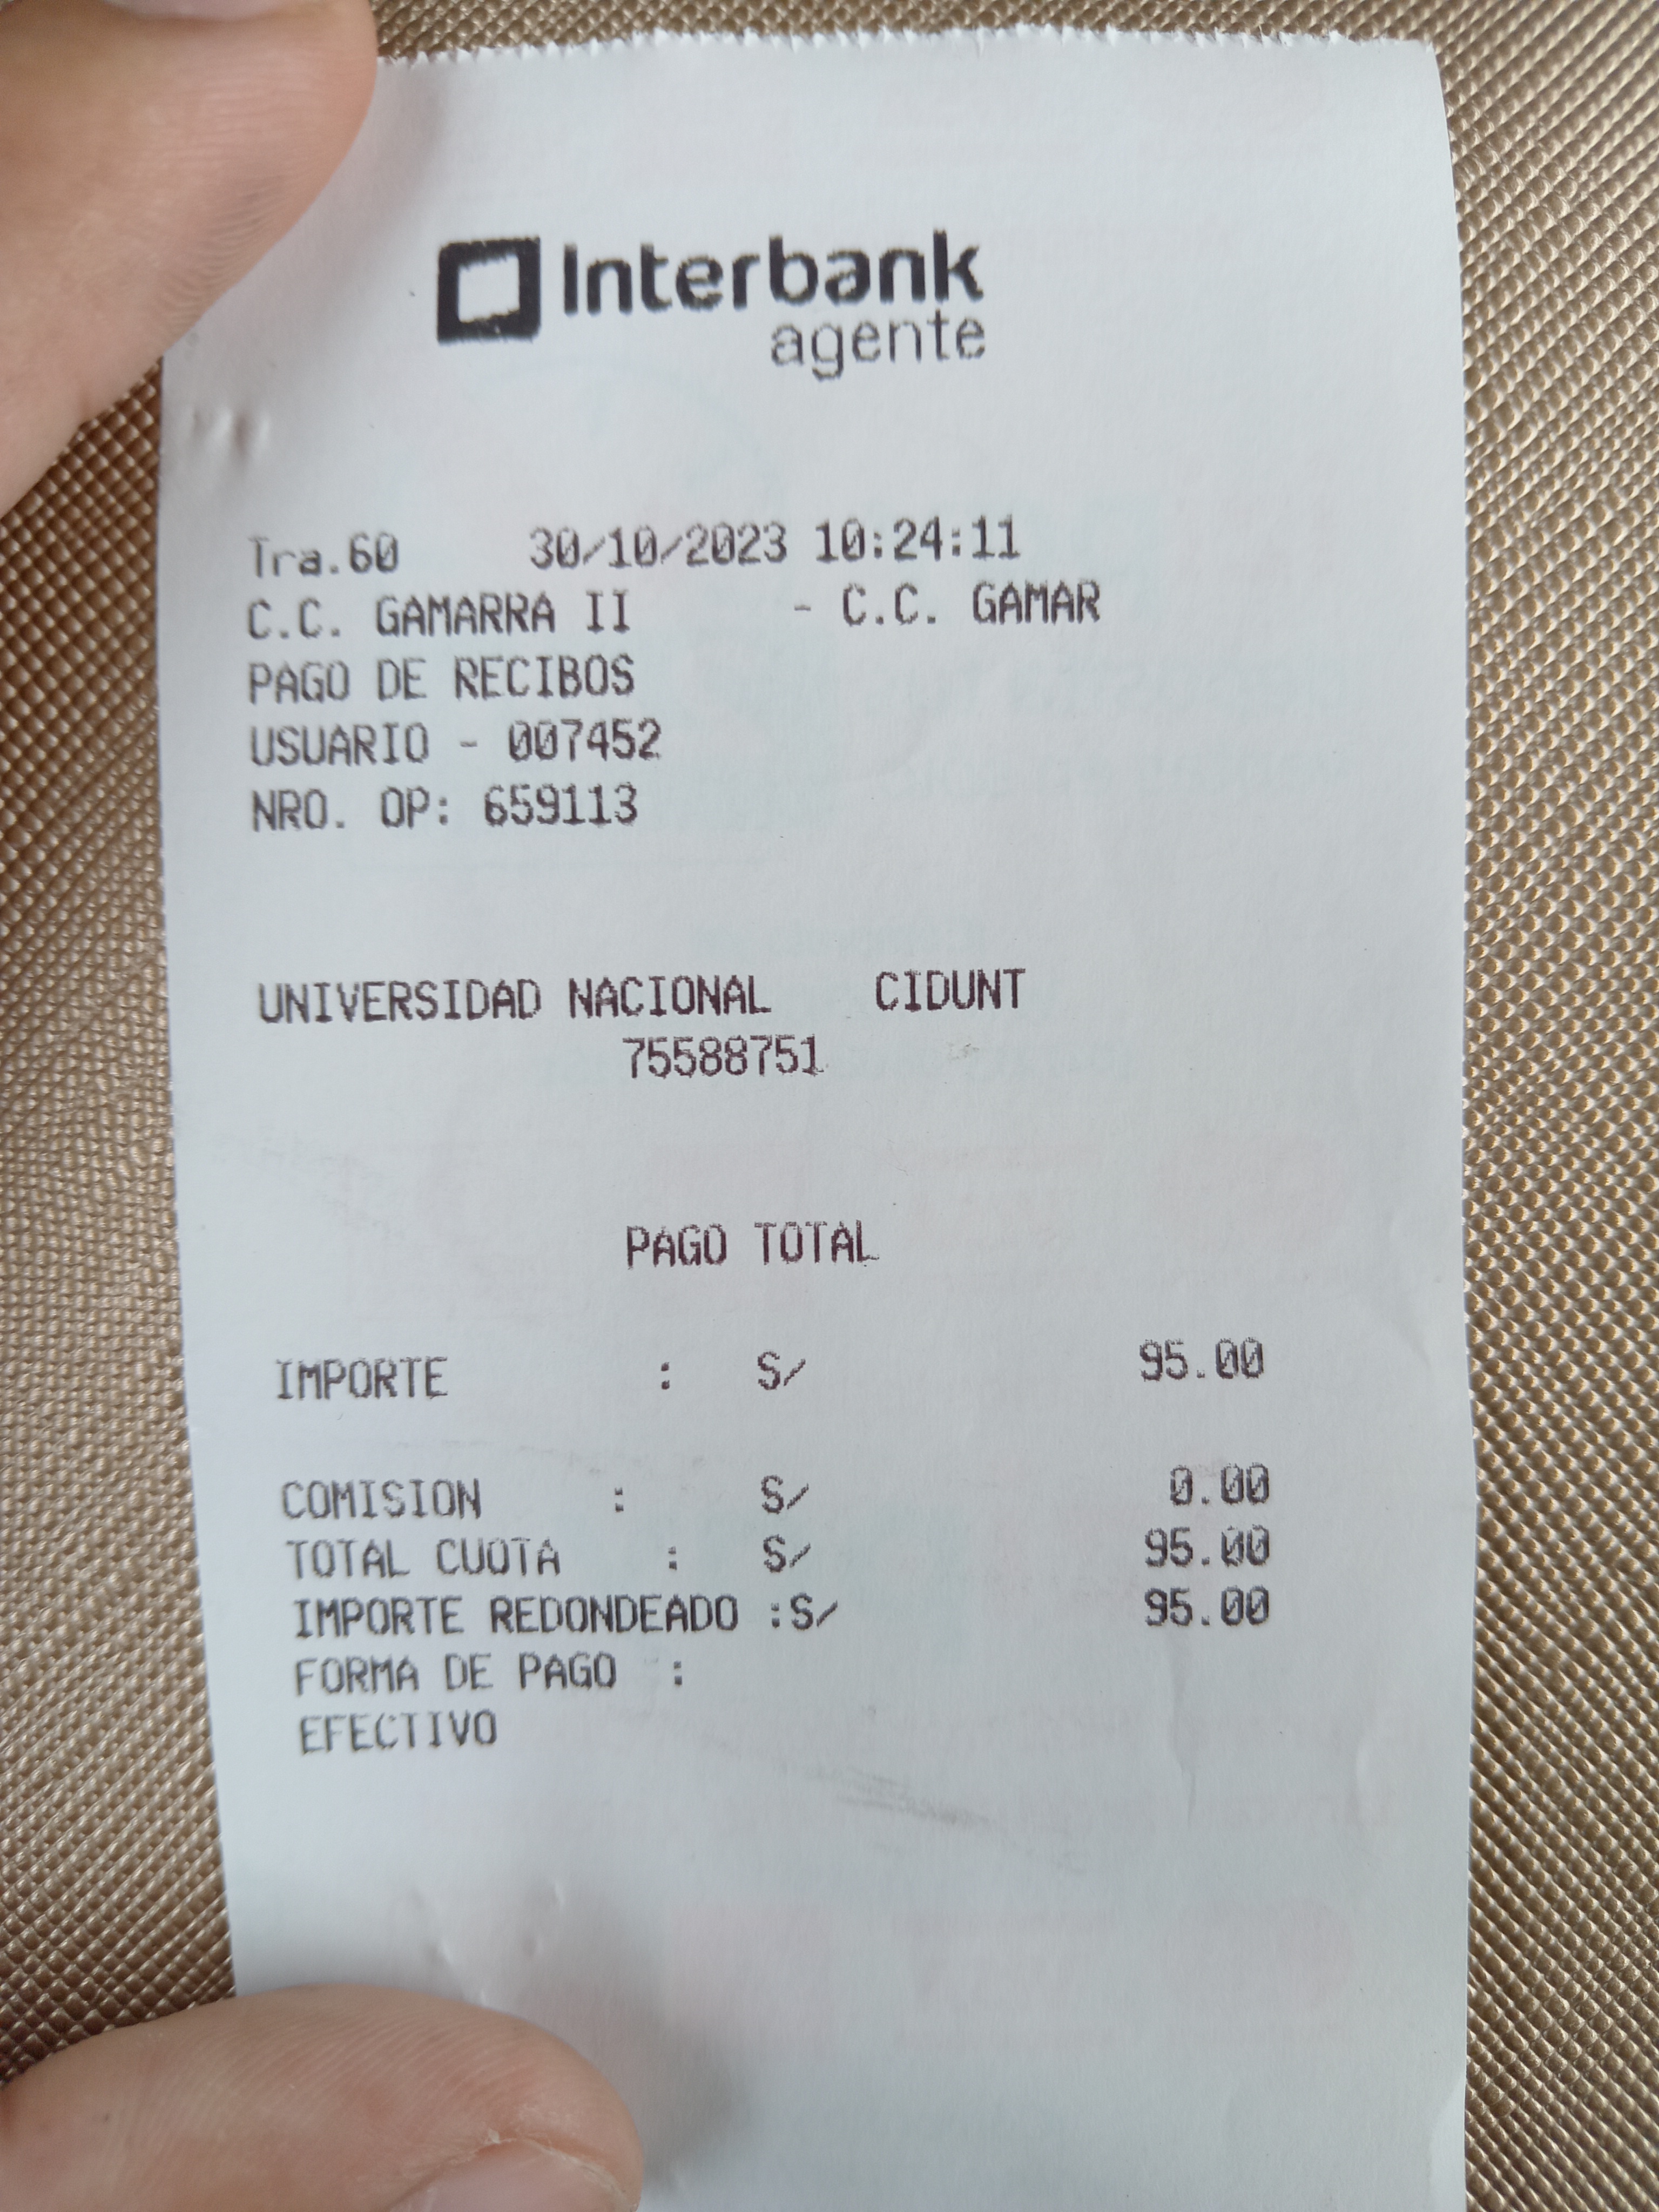 Interbank
agente
Tra.60 30/10/2023 10:24:11
C.C. GAMARRA II - C.C. GAMAR
PAGO DE RECIBOS
USUARIO - 007452
NRO. OP: 659113
UNIVERSIDAD NACIONAL CIDUNT
75588751
PAGO TOTAL
IMPORTE : S/ 95.00
COMISION : S/ 0.00
TOTAL CUOTA : S/ 95.00
IMPORTE REDONDEADO :S/ 95.00
FORMA DE PAGO :
EFECTIVO